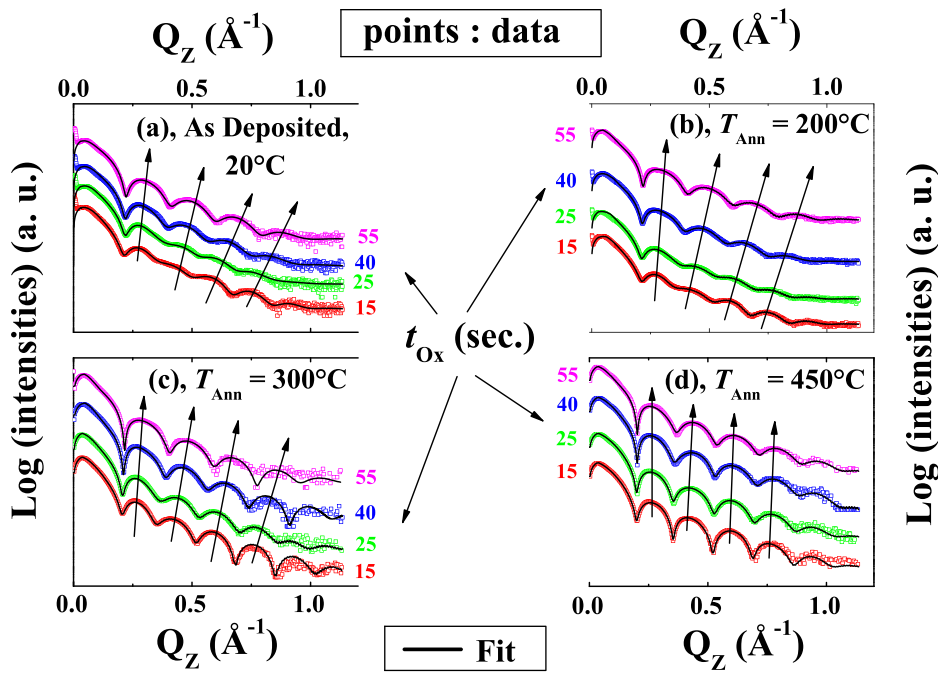 Q_Z (Å⁻¹)
points : data
Q_Z (Å⁻¹)
0.0 0.5 1.0
0.0 0.5 1.0
(a), As Deposited,
20°C
55
40
25
15
(b), T_Ann = 200°C
55
40
25
15
Log (intensities) (a. u.)
Log (intensities) (a. u.)
t_Ox (sec.)
(c), T_Ann = 300°C
55
40
25
15
(d), T_Ann = 450°C
55
40
25
15
0.0 0.5 1.0
0.0 0.5 1.0
Q_Z (Å⁻¹)
Fit
Q_Z (Å⁻¹)